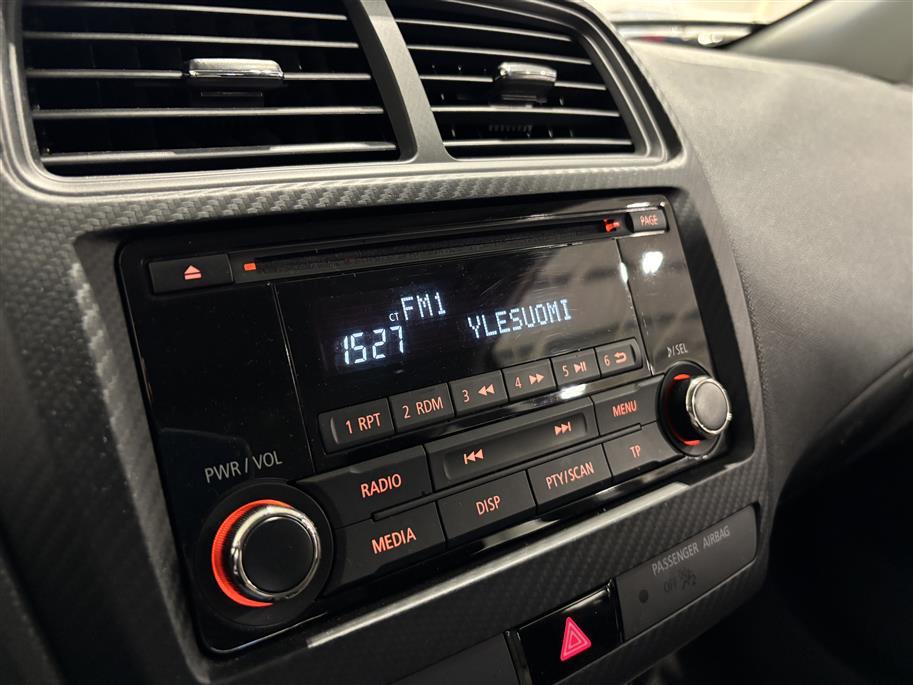 PAGE
CT FM1
15:27 YLESUOMI
♪/SEL
1 RPT 2 RDM 3 4 5 6
MENU
PWR / VOL
RADIO
DISP PTY/SCAN TP
MEDIA
PASSENGER AIRBAG
OFF 2